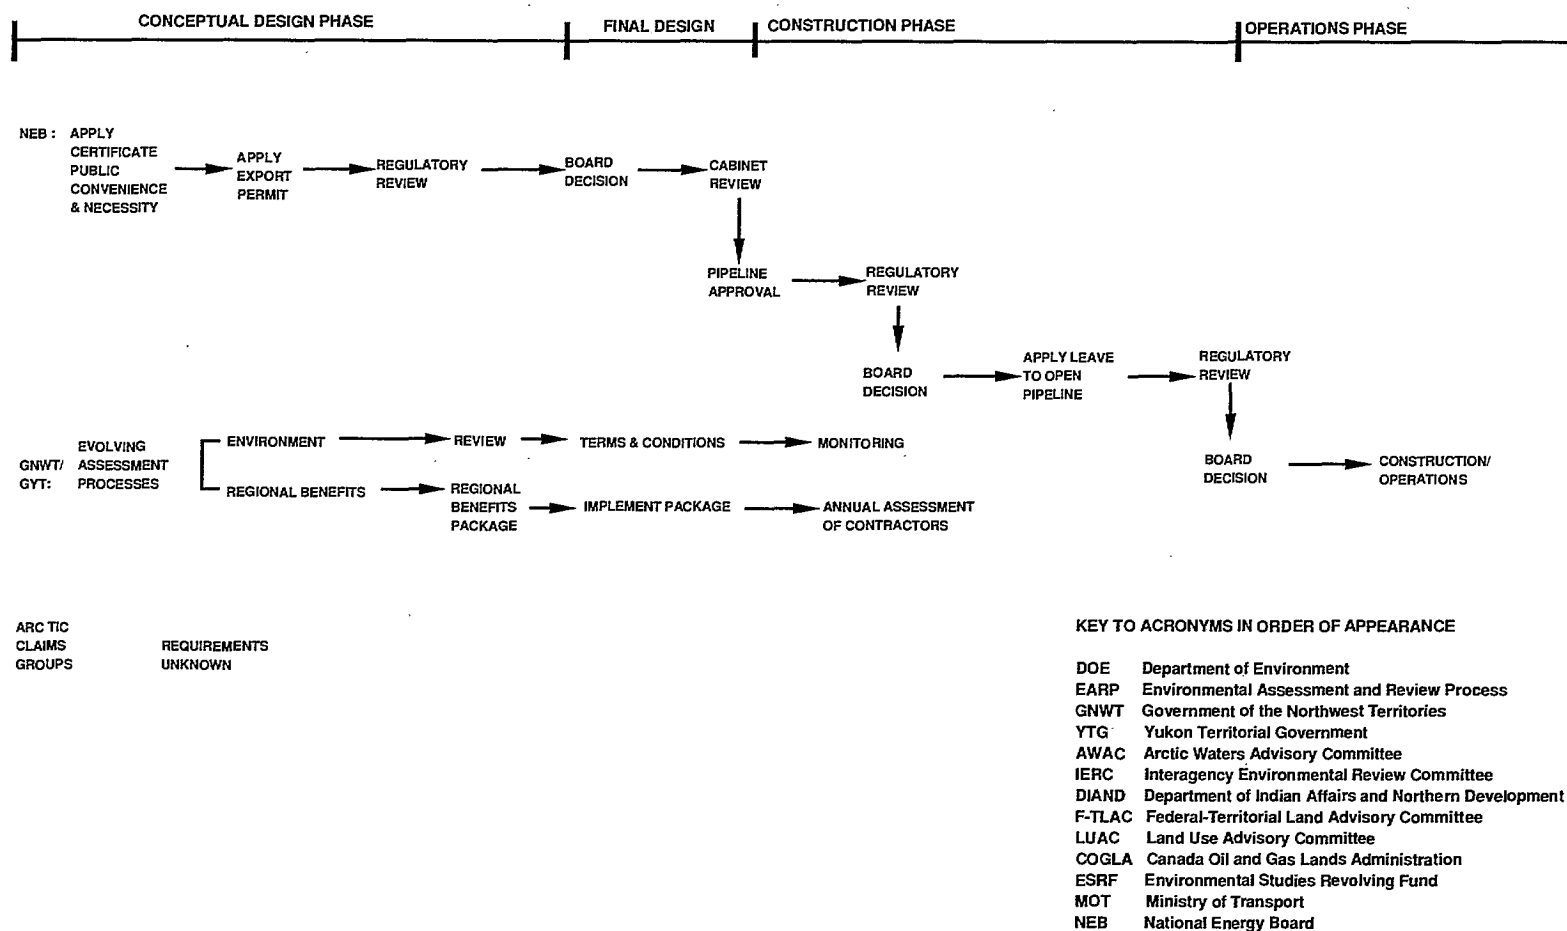 CONCEPTUAL DESIGN PHASE
FINAL DESIGN
CONSTRUCTION PHASE
OPERATIONS PHASE
NEB : APPLY
CERTIFICATE
PUBLIC
CONVENIENCE
& NECESSITY
APPLY
EXPORT
PERMIT
REGULATORY
REVIEW
BOARD
DECISION
CABINET
REVIEW
PIPELINE
APPROVAL
REGULATORY
REVIEW
BOARD
DECISION
APPLY LEAVE
TO OPEN
PIPELINE
REGULATORY
REVIEW
BOARD
DECISION
CONSTRUCTION/
OPERATIONS
EVOLVING
GNWT/ ASSESSMENT
GYT: PROCESSES
ENVIRONMENT
REVIEW
TERMS & CONDITIONS
MONITORING
REGIONAL BENEFITS
REGIONAL
BENEFITS
PACKAGE
IMPLEMENT PACKAGE
ANNUAL ASSESSMENT
OF CONTRACTORS
ARC TIC
CLAIMS REQUIREMENTS
GROUPS UNKNOWN
KEY TO ACRONYMS IN ORDER OF APPEARANCE
DOE Department of Environment
EARP Environmental Assessment and Review Process
GNWT Government of the Northwest Territories
YTG Yukon Territorial Government
AWAC Arctic Waters Advisory Committee
IERC Interagency Environmental Review Committee
DIAND Department of Indian Affairs and Northern Development
F-TLAC Federal-Territorial Land Advisory Committee
LUAC Land Use Advisory Committee
COGLA Canada Oil and Gas Lands Administration
ESRF Environmental Studies Revolving Fund
MOT Ministry of Transport
NEB National Energy Board